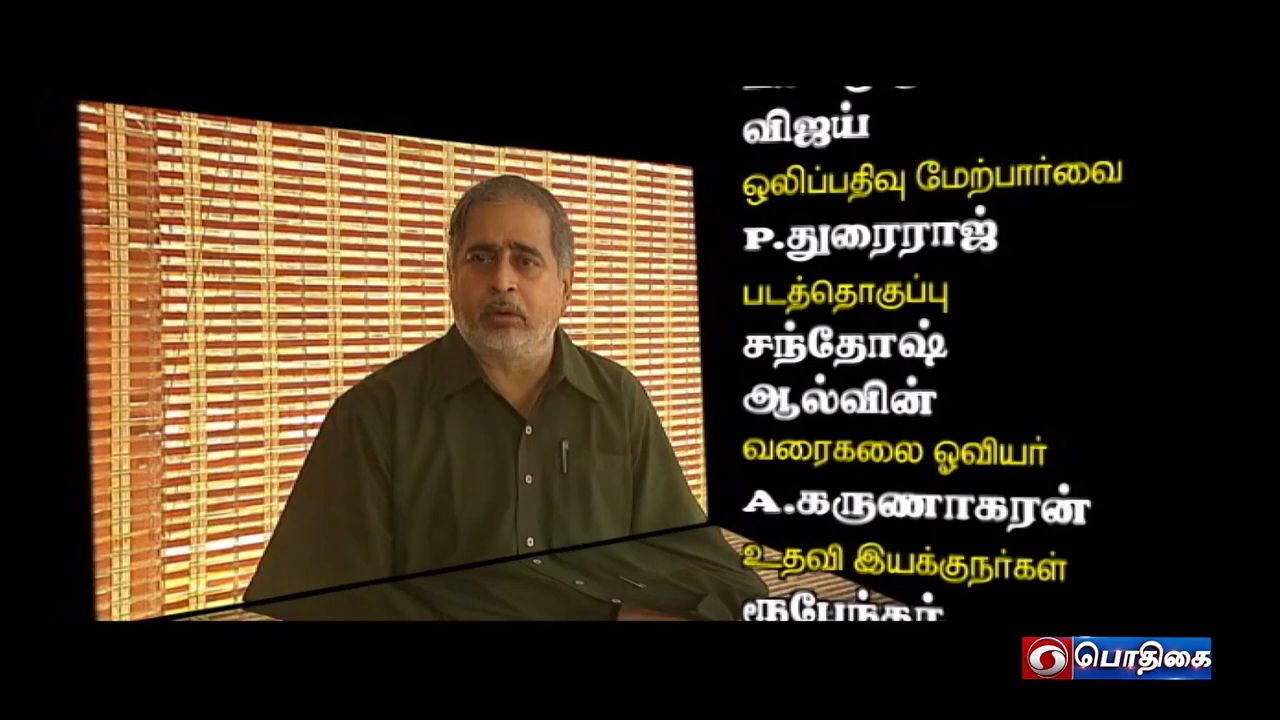 விஜய்
ஒலிப்பதிவு மேற்பார்வை
P.துரைராஜ்
படத்தொகுப்பு
சந்தோஷ்
ஆல்வின்
வரைகலை ஓவியர்
A.கருணாகரன்
உதவி இயக்குநர்கள்
பொதிகை